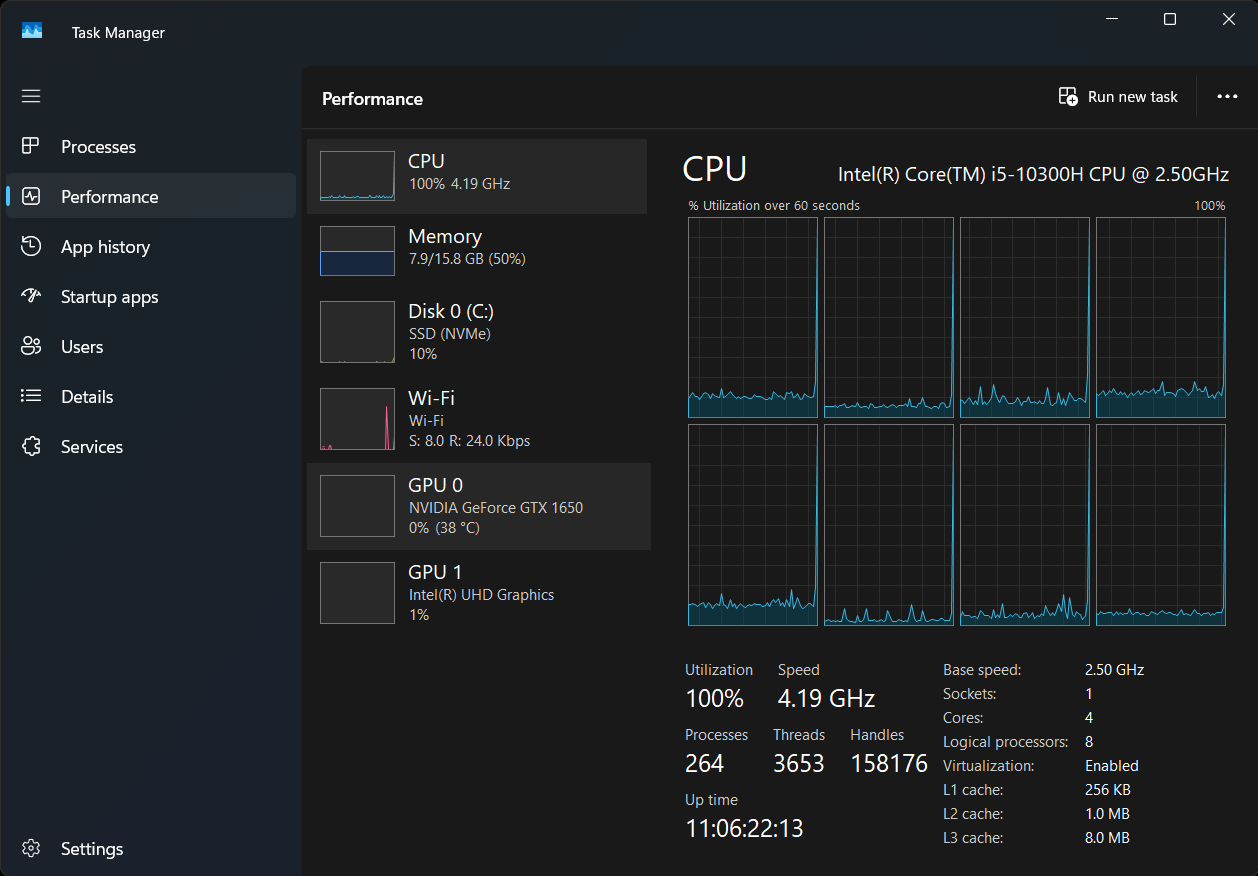 Task Manager
Performance
Run new task
Processes
Performance
App history
Startup apps
Users
Details
Services
Settings
CPU
100% 4.19 GHz
Memory
7.9/15.8 GB (50%)
Disk 0 (C:)
SSD (NVMe)
10%
Wi-Fi
Wi-Fi
S: 8.0 R: 24.0 Kbps
GPU 0
NVIDIA GeForce GTX 1650
0% (38 °C)
GPU 1
Intel(R) UHD Graphics
1%
CPU
Intel(R) Core(TM) i5-10300H CPU @ 2.50GHz
% Utilization over 60 seconds
100%
Utilization
Speed
100%
4.19 GHz
Processes
Threads
Handles
264
3653
158176
Up time
11:06:22:13
Base speed: 2.50 GHz
Sockets: 1
Cores: 4
Logical processors: 8
Virtualization: Enabled
L1 cache: 256 KB
L2 cache: 1.0 MB
L3 cache: 8.0 MB